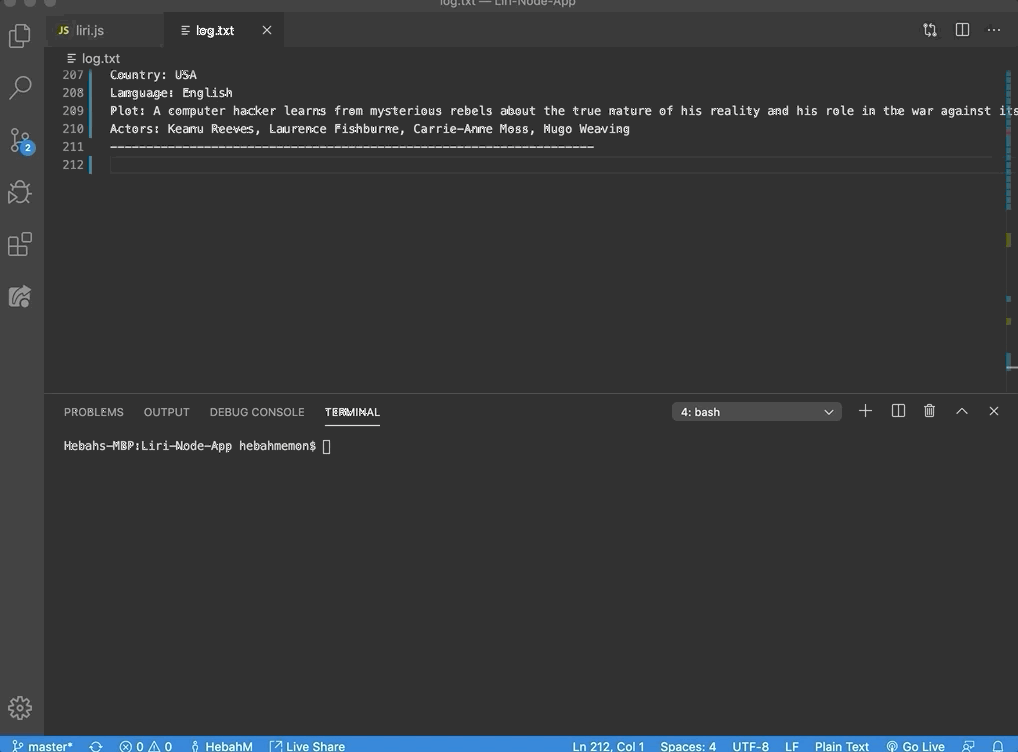 log.txt — Liri-Node-App
JS liri.js log.txt
log.txt
207 Country: USA
208 Language: English
209 Plot: A computer hacker learns from mysterious rebels about the true nature of his reality and his role in the war against its
210 Actors: Keanu Reeves, Laurence Fishburne, Carrie-Anne Moss, Hugo Weaving
211 -------------------------------------------------------------------
212
2
PROBLEMS OUTPUT DEBUG CONSOLE TERMINAL 4: bash
Hebahs-MBP:Liri-Node-App hebahmemon$
master* 0 0 HebahM Live Share Ln 212, Col 1 Spaces: 4 UTF-8 LF Plain Text Go Live